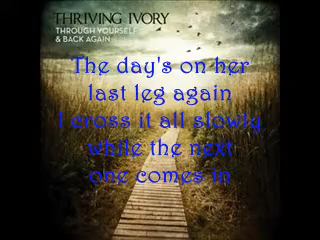 THRIVING IVORY
THROUGH YOURSELF
& BACK AGAIN
The day's on her
last leg again
I cross it all slowly
while the next
one comes in